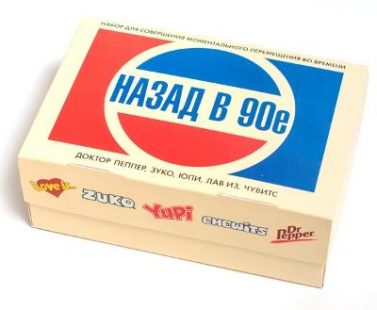 НАБОР ДЛЯ СОВЕРШЕНИЯ МОМЕНТАЛЬНОГО ПЕРЕМЕЩЕНИЯ ВО ВРЕМЕНИ
НАЗАД В 90е
ДОКТОР ПЕППЕР, ЗУКО, ЮПИ, ЛАВ ИЗ, ЧУВИТС
Love is...
ZUKO
YUPi
CHEWITS
Dr Pepper